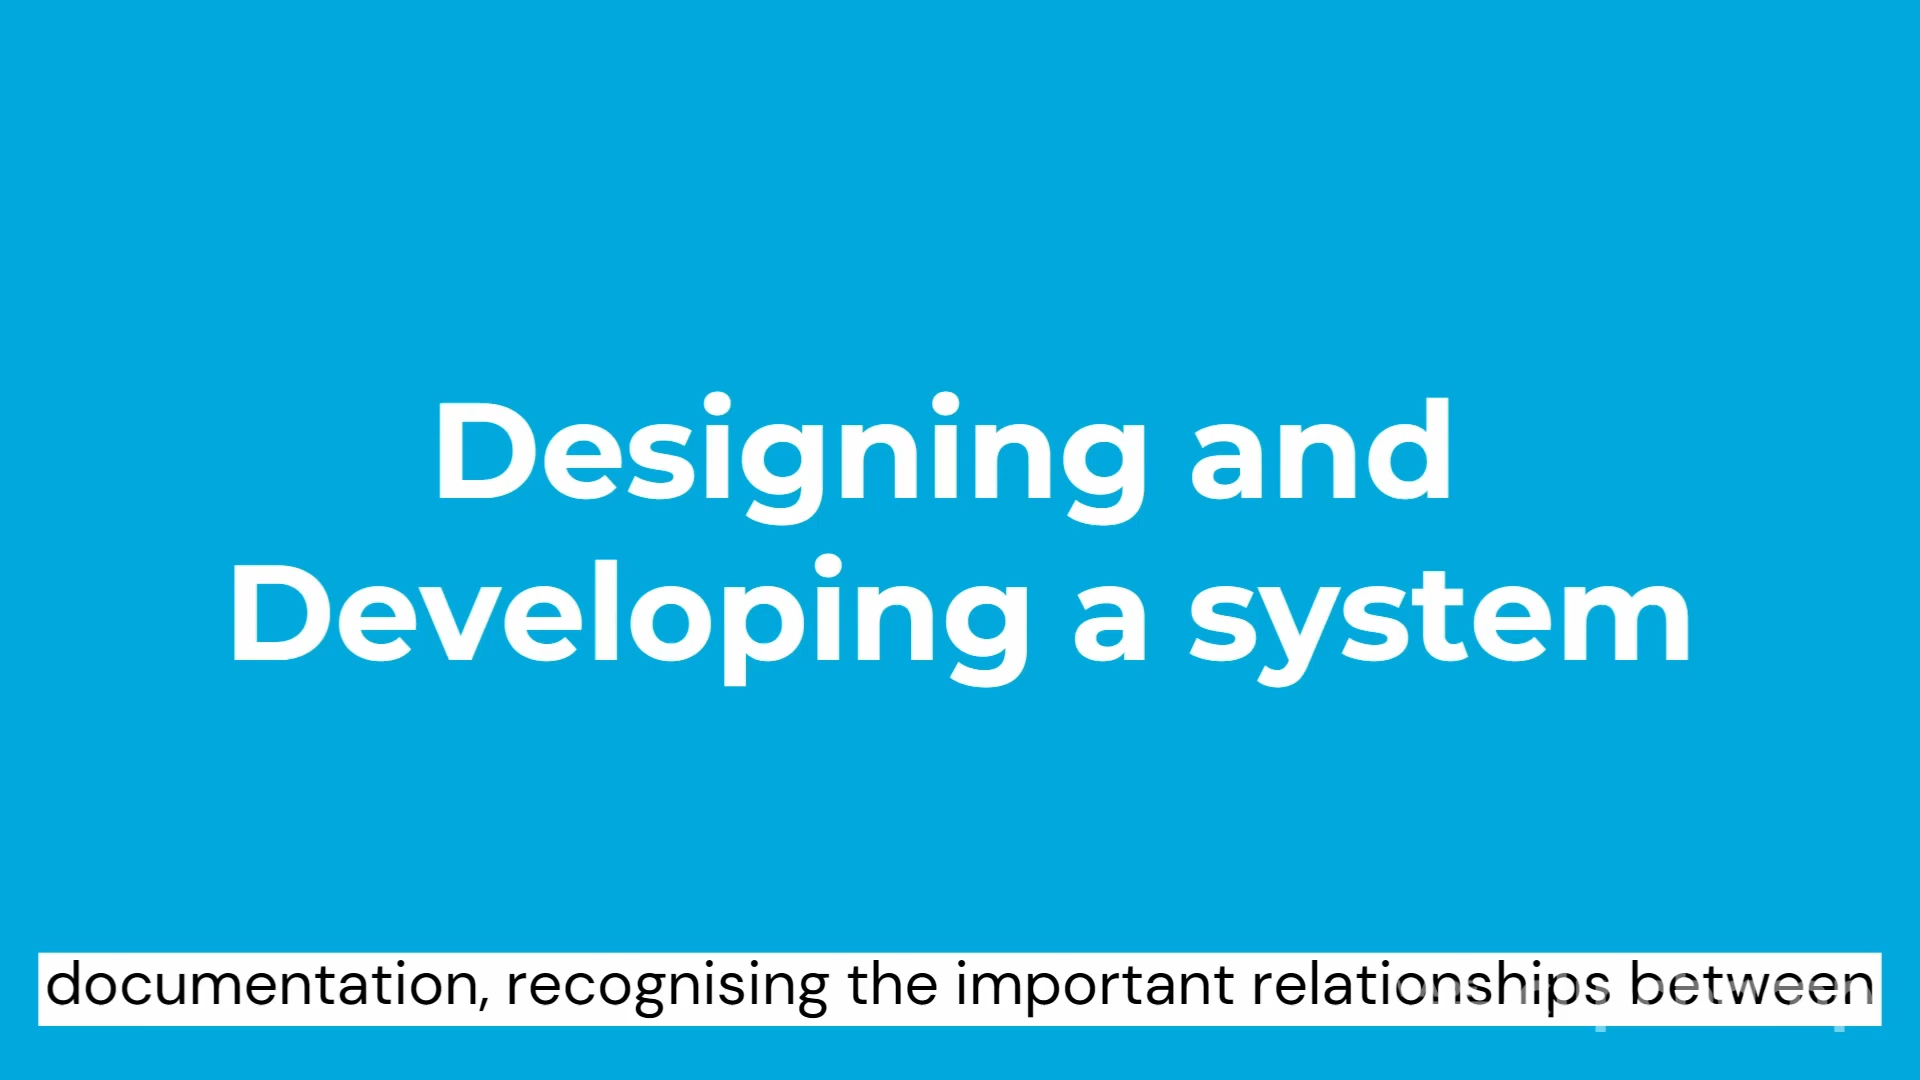 Designing and
Developing a system
documentation, recognising the important relationships between